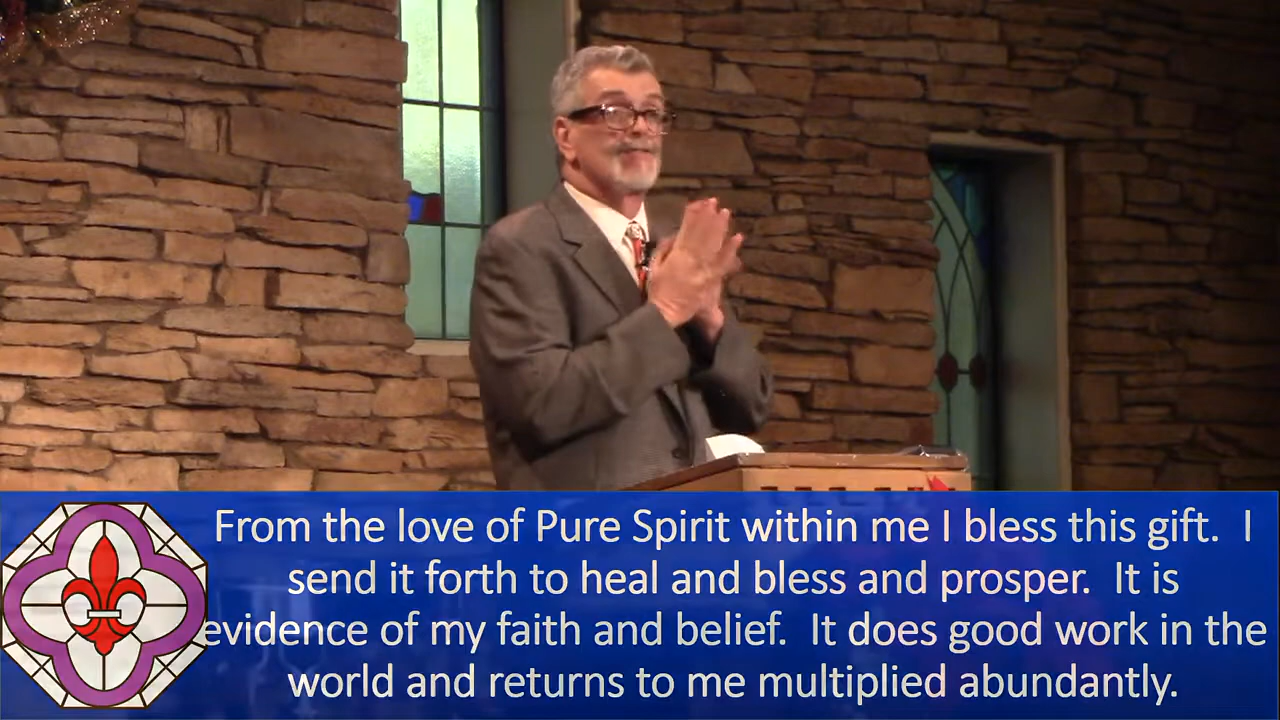 From the love of Pure Spirit within me I bless this gift.  I
send it forth to heal and bless and prosper.  It is
evidence of my faith and belief.  It does good work in the
world and returns to me multiplied abundantly.